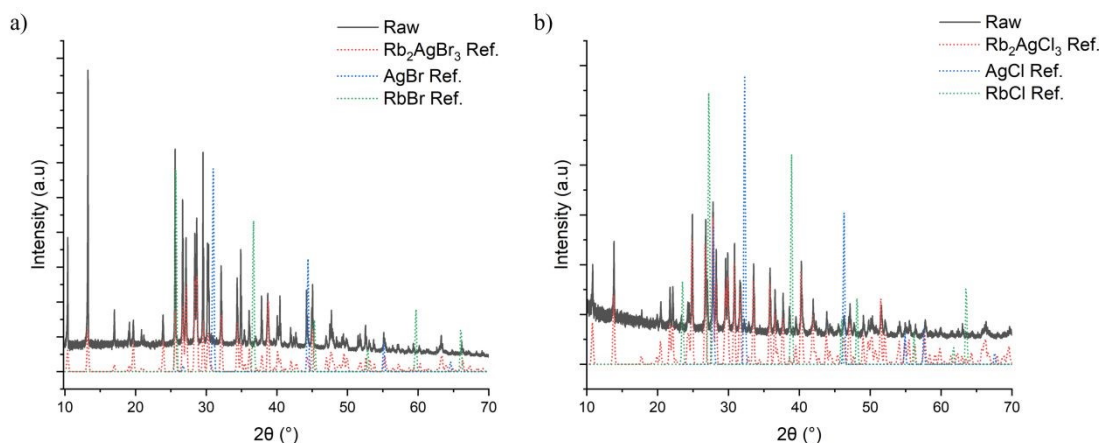 a)
Raw
Rb₂AgBr₃ Ref.
AgBr Ref.
RbBr Ref.
Intensity (a.u)
10 20 30 40 50 60 70
2θ (°)
b)
Raw
Rb₂AgCl₃ Ref.
AgCl Ref.
RbCl Ref.
Intensity (a.u)
10 20 30 40 50 60 70
2θ (°)